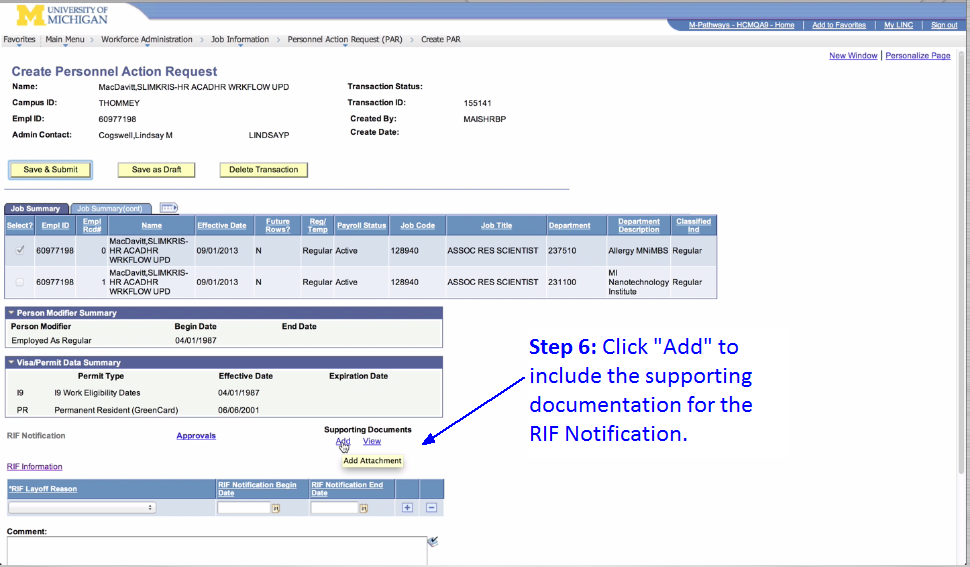 M UNIVERSITY OF
MICHIGAN
M-Pathways - HCMQA9 - Home | Add to Favorites | My LINC | Sign out
Favorites | Main Menu > Workforce Administration > Job Information > Personnel Action Request (PAR) > Create PAR
New Window | Personalize Page
Create Personnel Action Request
Name: MacDavitt,SLIMKRIS-HR ACADHR WRKFLOW UPD Transaction Status:
Campus ID: THOMMEY Transaction ID: 155141
Empl ID: 60977198 Created By: MAISHRBP
Admin Contact: Cogswell,Lindsay M LINDSAYP Create Date:
Save & Submit Save as Draft Delete Transaction
Job Summary Job Summary(cont)
Select? Empl ID Empl Rcd# Name Effective Date Future Rows? Reg/Temp Payroll Status Job Code Job Title Department Department Description Classified Ind
60977198 0 MacDavitt,SLIMKRIS-HR ACADHR WRKFLOW UPD 09/01/2013 N Regular Active 128940 ASSOC RES SCIENTIST 237510 Allergy MNiMBS Regular
60977198 1 MacDavitt,SLIMKRIS-HR ACADHR WRKFLOW UPD 09/01/2013 N Regular Active 128940 ASSOC RES SCIENTIST 231100 MI Nanotechnology Institute Regular
Person Modifier Summary
Person Modifier Begin Date End Date
Employed As Regular 04/01/1987
Visa/Permit Data Summary
Permit Type Effective Date Expiration Date
I9 I9 Work Eligibility Dates 04/01/1987
PR Permanent Resident (GreenCard) 06/06/2001
Step 6: Click "Add" to
include the supporting
documentation for the
RIF Notification.
Supporting Documents
RIF Notification Approvals Add View
Add Attachment
RIF Information
*RIF Layoff Reason RIF Notification Begin Date RIF Notification End Date
Comment: